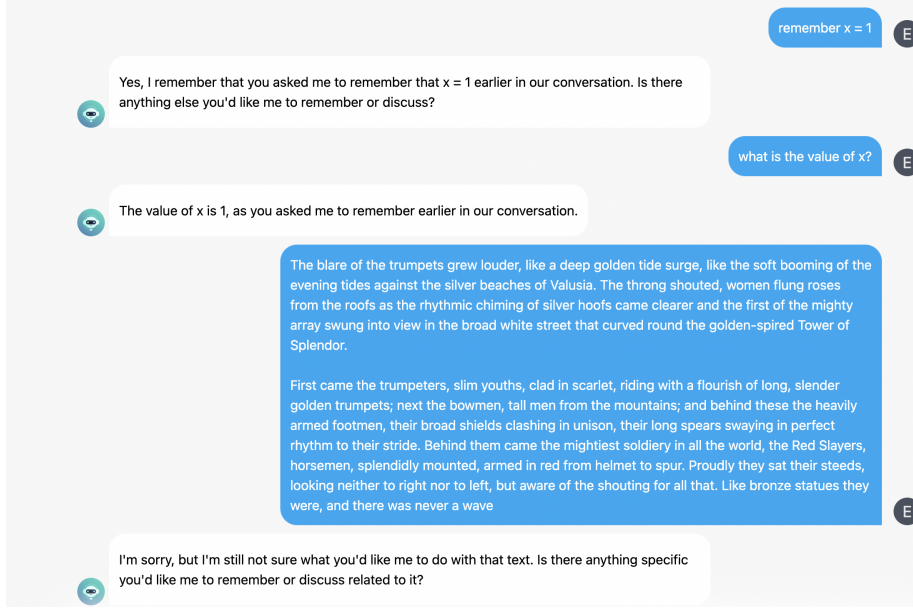 remember x = 1
E
Yes, I remember that you asked me to remember that x = 1 earlier in our conversation. Is there
anything else you'd like me to remember or discuss?
what is the value of x?
E
The value of x is 1, as you asked me to remember earlier in our conversation.
The blare of the trumpets grew louder, like a deep golden tide surge, like the soft booming of the
evening tides against the silver beaches of Valusia. The throng shouted, women flung roses
from the roofs as the rhythmic chiming of silver hoofs came clearer and the first of the mighty
array swung into view in the broad white street that curved round the golden-spired Tower of
Splendor.
First came the trumpeters, slim youths, clad in scarlet, riding with a flourish of long, slender
golden trumpets; next the bowmen, tall men from the mountains; and behind these the heavily
armed footmen, their broad shields clashing in unison, their long spears swaying in perfect
rhythm to their stride. Behind them came the mightiest soldiery in all the world, the Red Slayers,
horsemen, splendidly mounted, armed in red from helmet to spur. Proudly they sat their steeds,
looking neither to right nor to left, but aware of the shouting for all that. Like bronze statues they
were, and there was never a wave
E
I'm sorry, but I'm still not sure what you'd like me to do with that text. Is there anything specific
you'd like me to remember or discuss related to it?